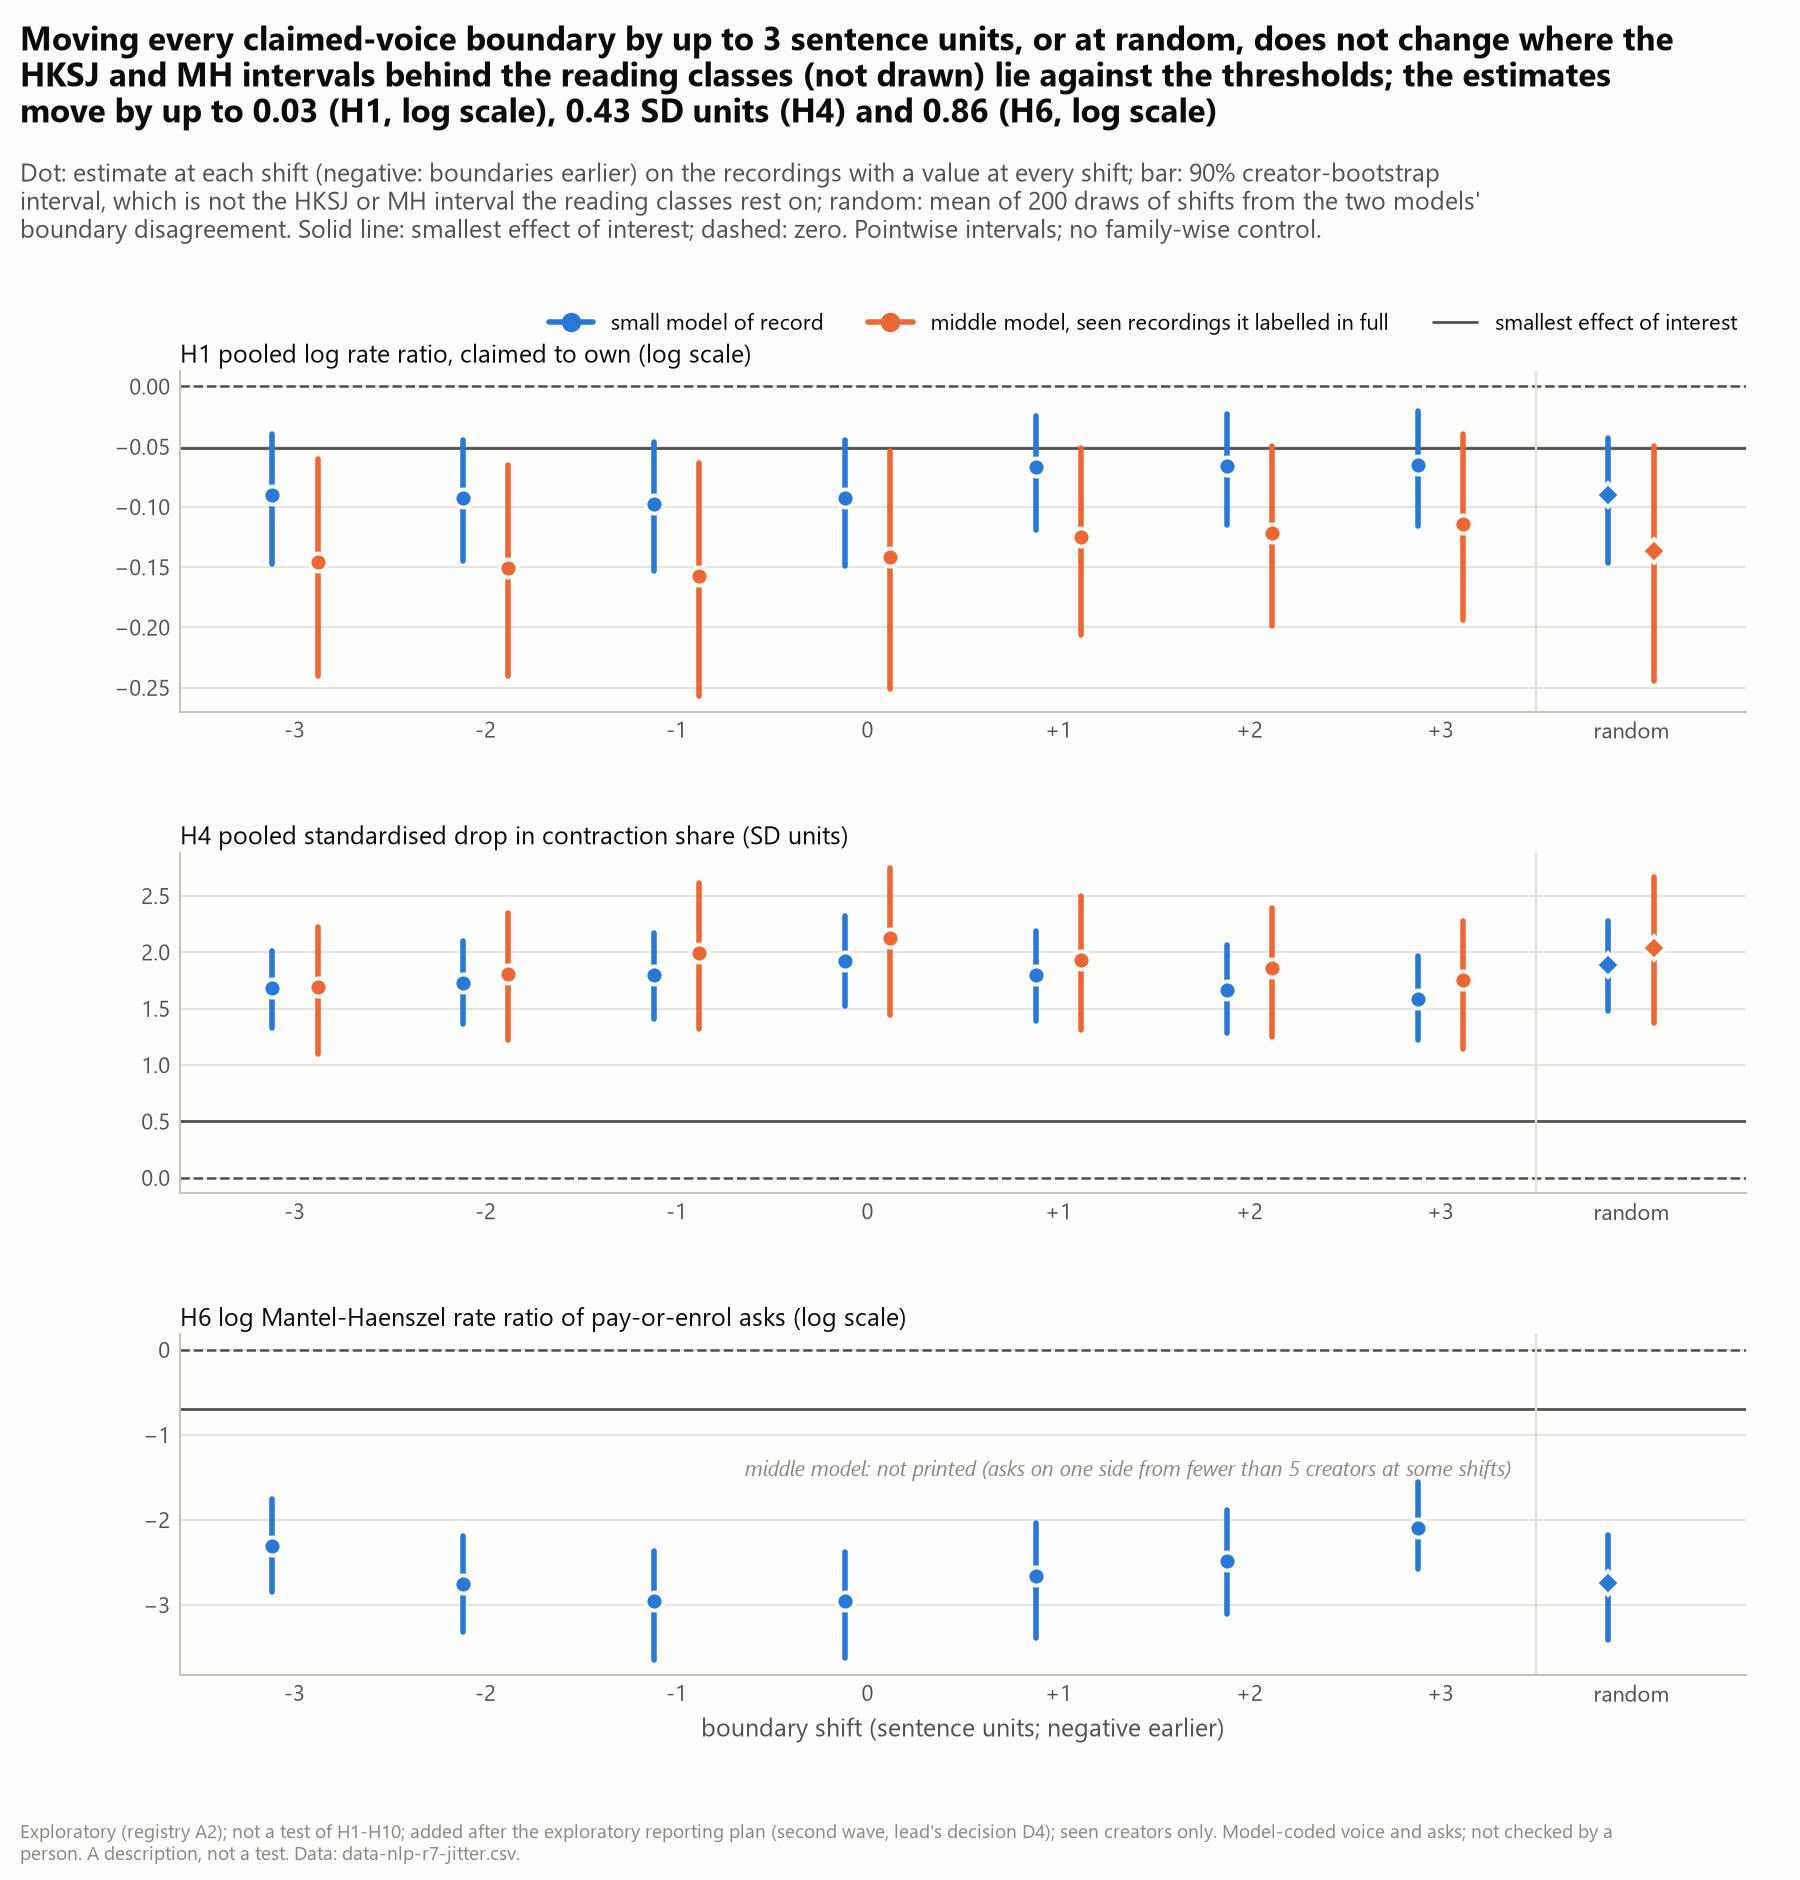 Moving every claimed-voice boundary by up to 3 sentence units, or at random, does not change where the
HKSJ and MH intervals behind the reading classes (not drawn) lie against the thresholds; the estimates
move by up to 0.03 (H1, log scale), 0.43 SD units (H4) and 0.86 (H6, log scale)
Dot: estimate at each shift (negative: boundaries earlier) on the recordings with a value at every shift; bar: 90% creator-bootstrap
interval, which is not the HKSJ or MH interval the reading classes rest on; random: mean of 200 draws of shifts from the two models'
boundary disagreement. Solid line: smallest effect of interest; dashed: zero. Pointwise intervals; no family-wise control.
small model of record middle model, seen recordings it labelled in full smallest effect of interest
H1 pooled log rate ratio, claimed to own (log scale)
0.00
−0.05
−0.10
−0.15
−0.20
−0.25
-3 -2 -1 0 +1 +2 +3 random
H4 pooled standardised drop in contraction share (SD units)
2.5
2.0
1.5
1.0
0.5
0.0
-3 -2 -1 0 +1 +2 +3 random
H6 log Mantel-Haenszel rate ratio of pay-or-enrol asks (log scale)
0
−1
middle model: not printed (asks on one side from fewer than 5 creators at some shifts)
−2
−3
-3 -2 -1 0 +1 +2 +3 random
boundary shift (sentence units; negative earlier)
Exploratory (registry A2); not a test of H1-H10; added after the exploratory reporting plan (second wave, lead's decision D4); seen creators only. Model-coded voice and asks; not checked by a
person. A description, not a test. Data: data-nlp-r7-jitter.csv.